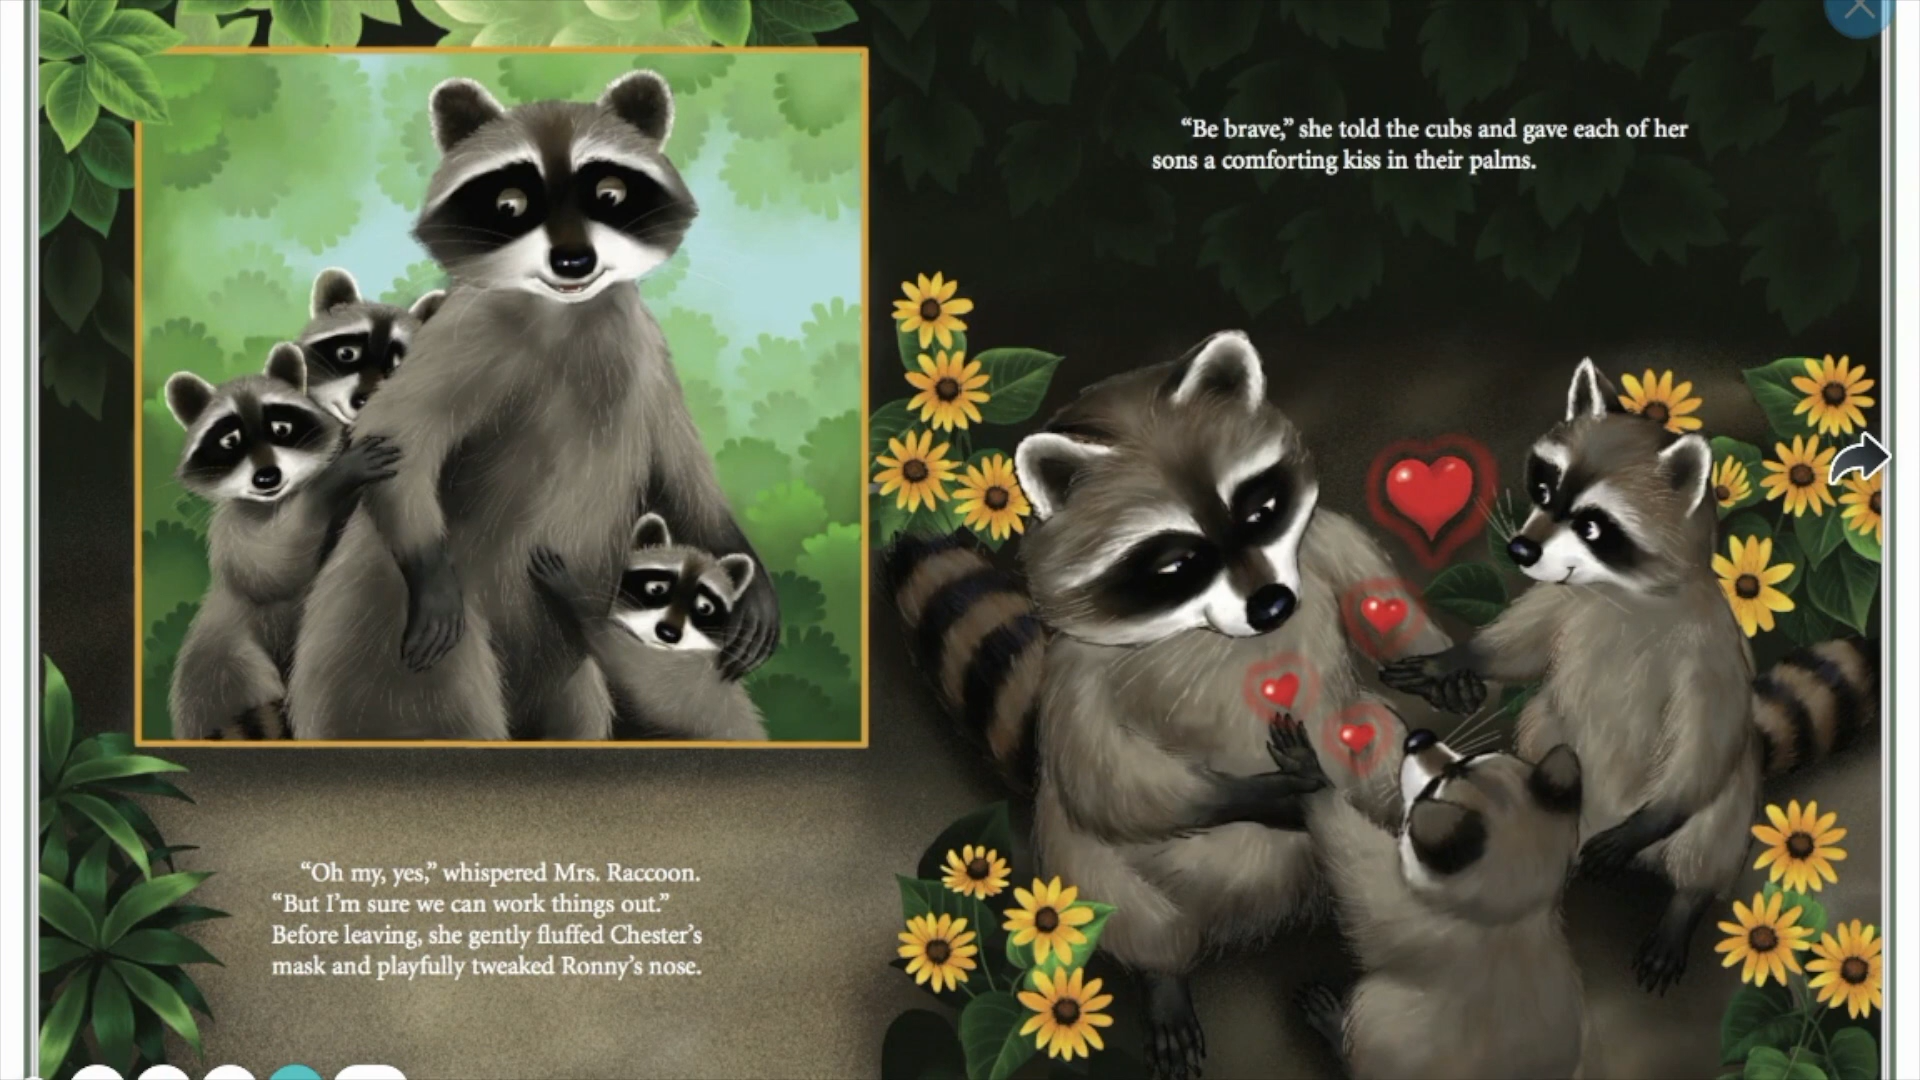 “Oh my, yes,” whispered Mrs. Raccoon.
“But I’m sure we can work things out.”
Before leaving, she gently fluffed Chester’s
mask and playfully tweaked Ronny’s nose.
“Be brave,” she told the cubs and gave each of her
sons a comforting kiss in their palms.